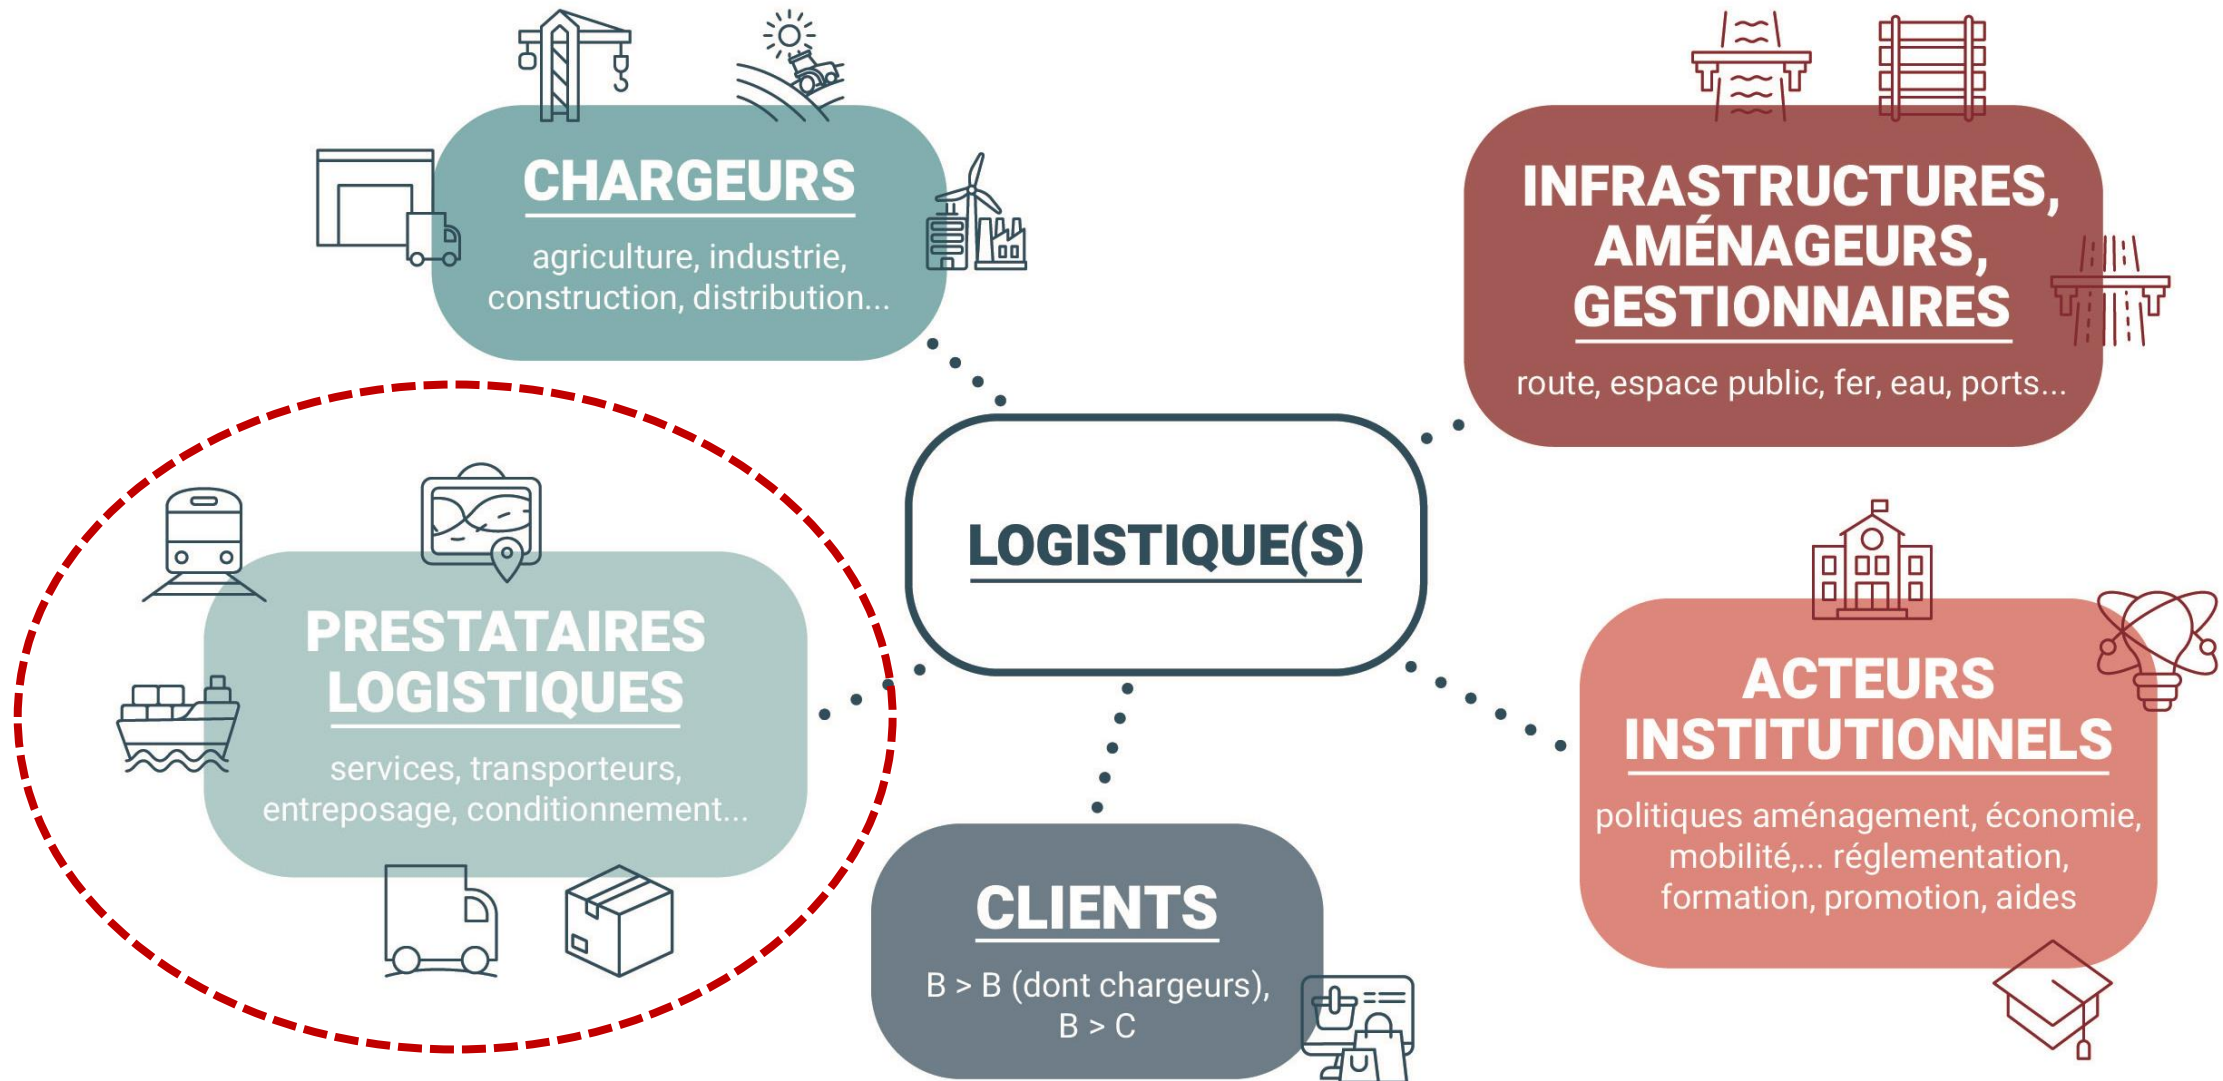 CHARGEURS
agriculture, industrie,
construction, distribution...
INFRASTRUCTURES,
AMÉNAGEURS,
GESTIONNAIRES
route, espace public, fer, eau, ports...
LOGISTIQUE(S)
PRESTATAIRES
LOGISTIQUES
services, transporteurs,
entreposage, conditionnement...
ACTEURS
INSTITUTIONNELS
politiques aménagement, économie,
mobilité,... réglementation,
formation, promotion, aides
CLIENTS
B > B (dont chargeurs),
B > C